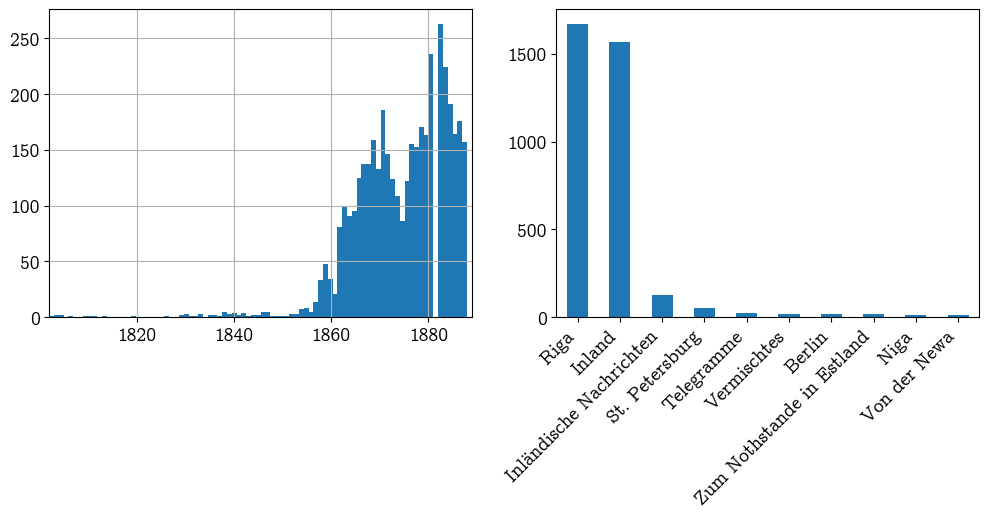 250
200
150
100
50
0
1820
1840
1860
1880
1500
1000
500
0
Riga
Inland
Inländische Nachrichten
St. Petersburg
Telegramme
Vermischtes
Berlin
Zum Nothstande in Estland
Niga
Von der Newa